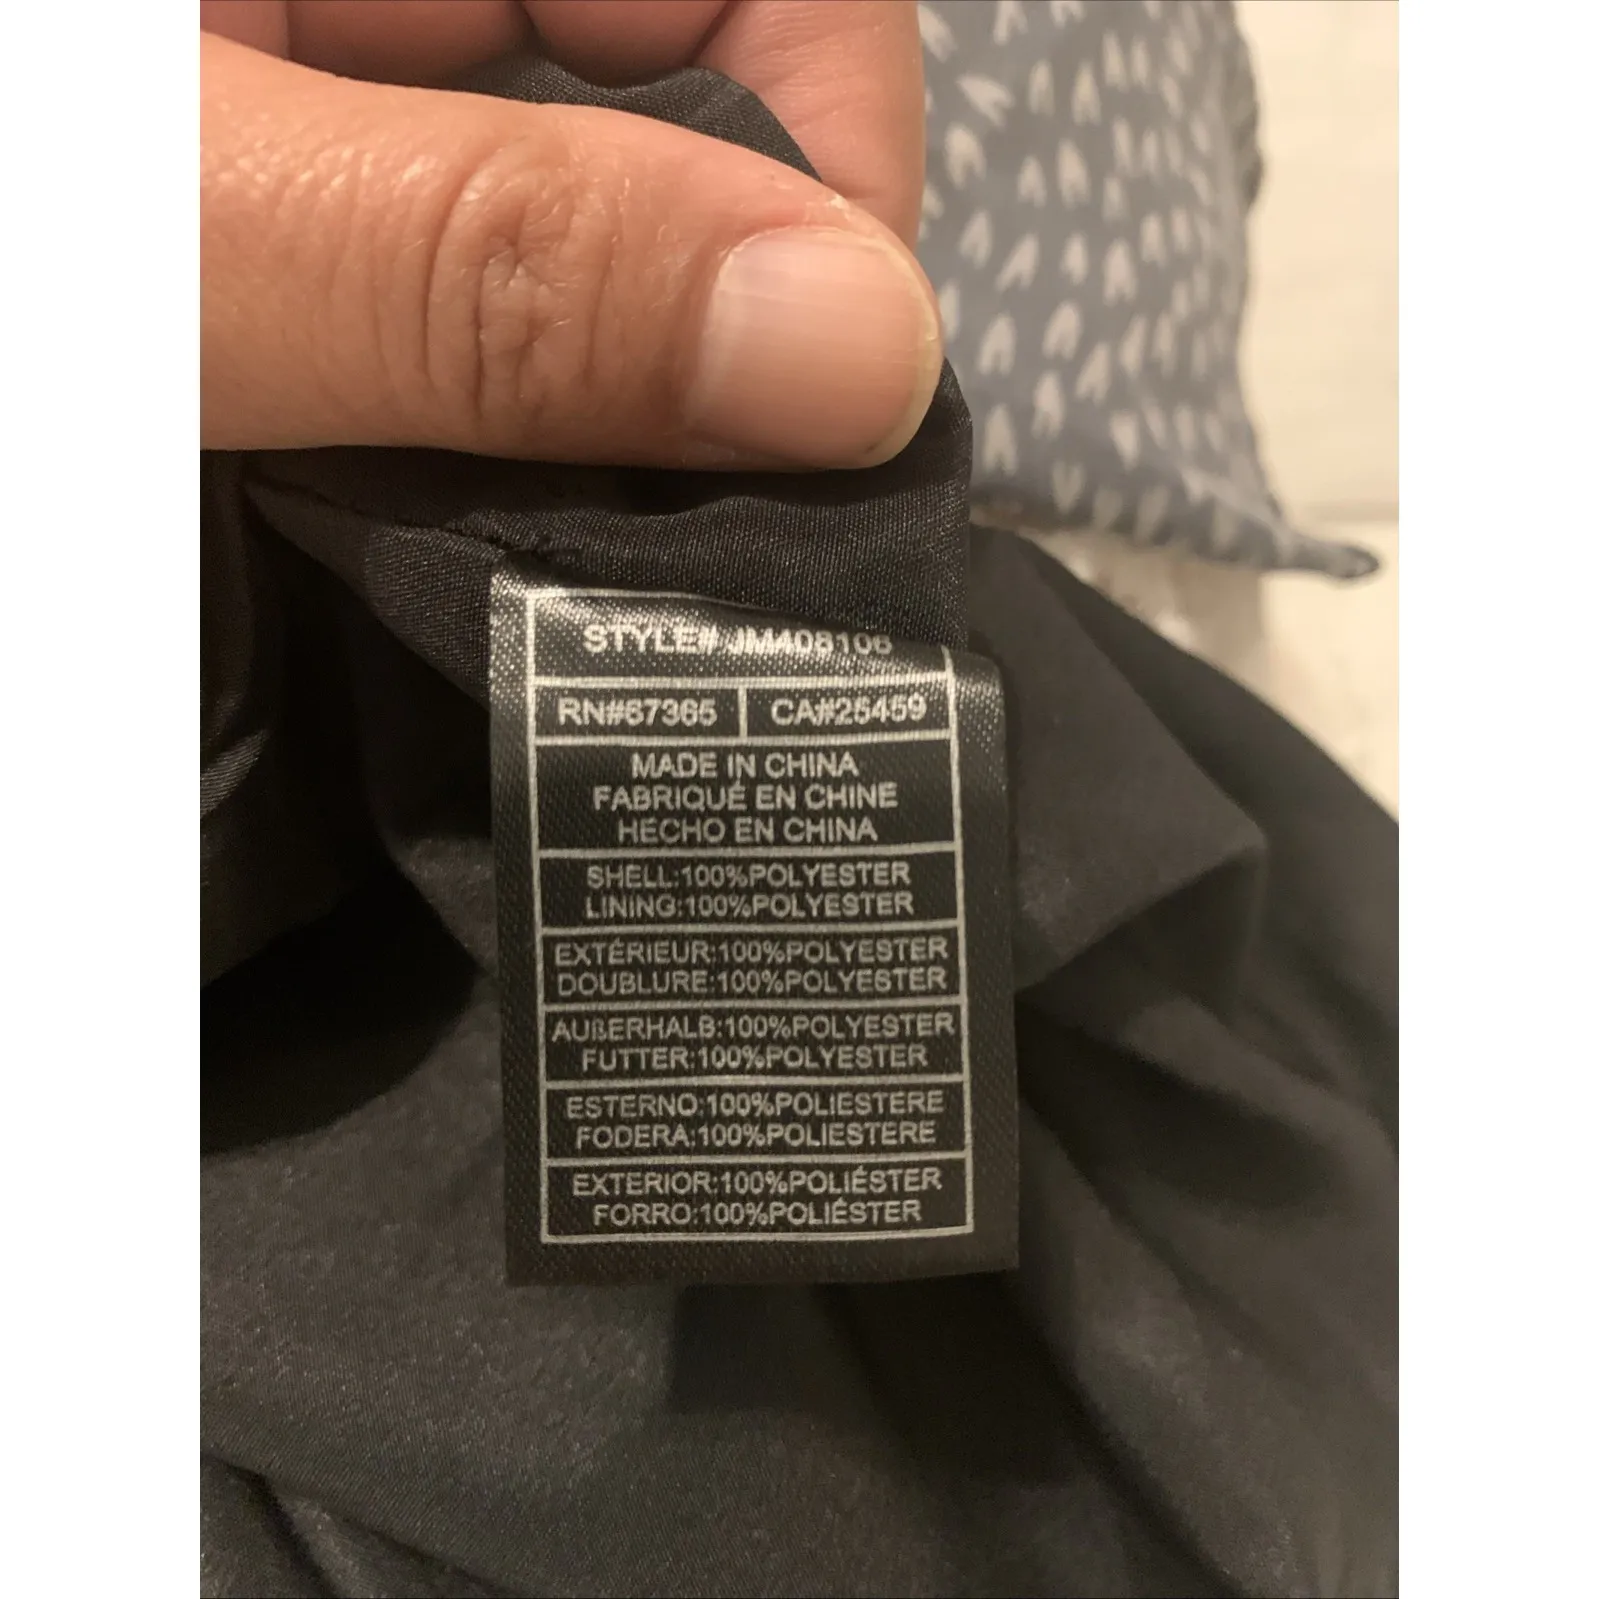 STYLE# JM408106
RN#67365 CA#25459
MADE IN CHINA
FABRIQUÉ EN CHINE
HECHO EN CHINA
SHELL:100%POLYESTER
LINING:100%POLYESTER
EXTÉRIEUR:100%POLYESTER
DOUBLURE:100%POLYESTER
AUßERHALB:100%POLYESTER
FUTTER:100%POLYESTER
ESTERNO:100%POLIESTERE
FODERA:100%POLIESTERE
EXTERIOR:100%POLIÉSTER
FORRO:100%POLIÉSTER